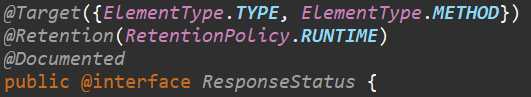 @Target({ElementType.TYPE, ElementType.METHOD})
@Retention(RetentionPolicy.RUNTIME)
@Documented
public @interface ResponseStatus {